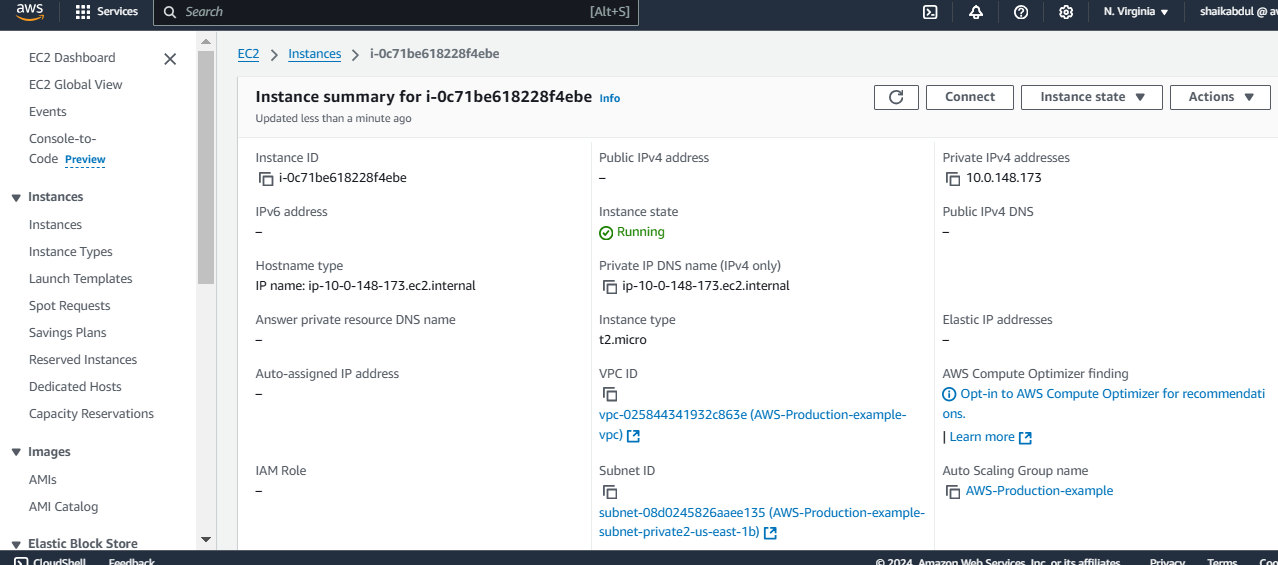 aws
Services
Search
[Alt+S]
N. Virginia
shaikabdul @ av
EC2 Dashboard
EC2 Global View
Events
Console-to-
Code Preview
Instances
Instances
Instance Types
Launch Templates
Spot Requests
Savings Plans
Reserved Instances
Dedicated Hosts
Capacity Reservations
Images
AMIs
AMI Catalog
Elastic Block Store
EC2 > Instances > i-0c71be618228f4ebe
Instance summary for i-0c71be618228f4ebe Info
Updated less than a minute ago
Connect
Instance state
Actions
Instance ID
i-0c71be618228f4ebe
Public IPv4 address
–
Private IPv4 addresses
10.0.148.173
IPv6 address
–
Instance state
Running
Public IPv4 DNS
–
Hostname type
IP name: ip-10-0-148-173.ec2.internal
Private IP DNS name (IPv4 only)
ip-10-0-148-173.ec2.internal
Answer private resource DNS name
–
Instance type
t2.micro
Elastic IP addresses
–
Auto-assigned IP address
–
VPC ID
vpc-025844341932c863e (AWS-Production-example-
vpc)
AWS Compute Optimizer finding
Opt-in to AWS Compute Optimizer for recommendati
ons.
| Learn more
IAM Role
–
Subnet ID
subnet-08d0245826aaee135 (AWS-Production-example-
subnet-private2-us-east-1b)
Auto Scaling Group name
AWS-Production-example
CloudShell
Feedback
© 2024, Amazon Web Services, Inc. or its affiliates.
Privacy
Terms
Coo